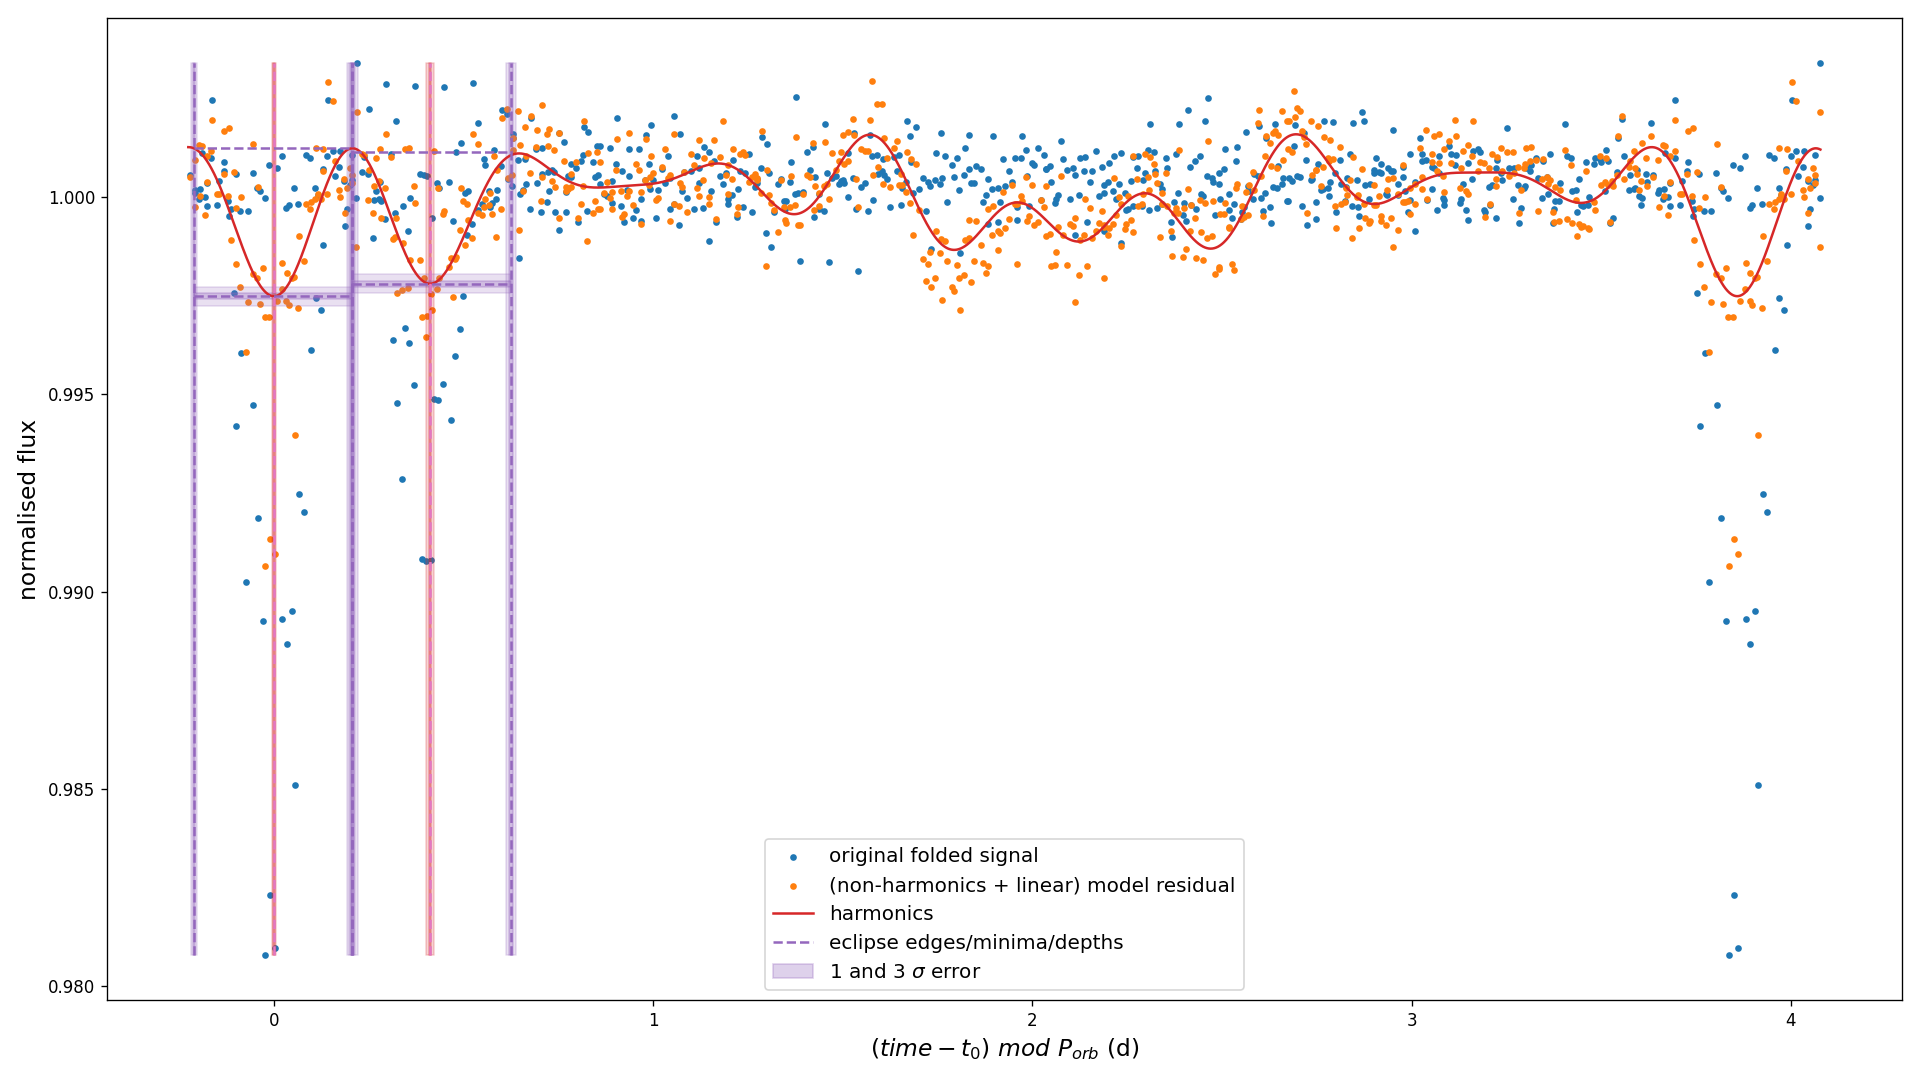 normalised flux
1.000
0.995
0.990
0.985
0.980
0 1 2 3 4
(time − t₀) mod Pₒᵣᵦ (d)
original folded signal
(non-harmonics + linear) model residual
harmonics
eclipse edges/minima/depths
1 and 3 σ error